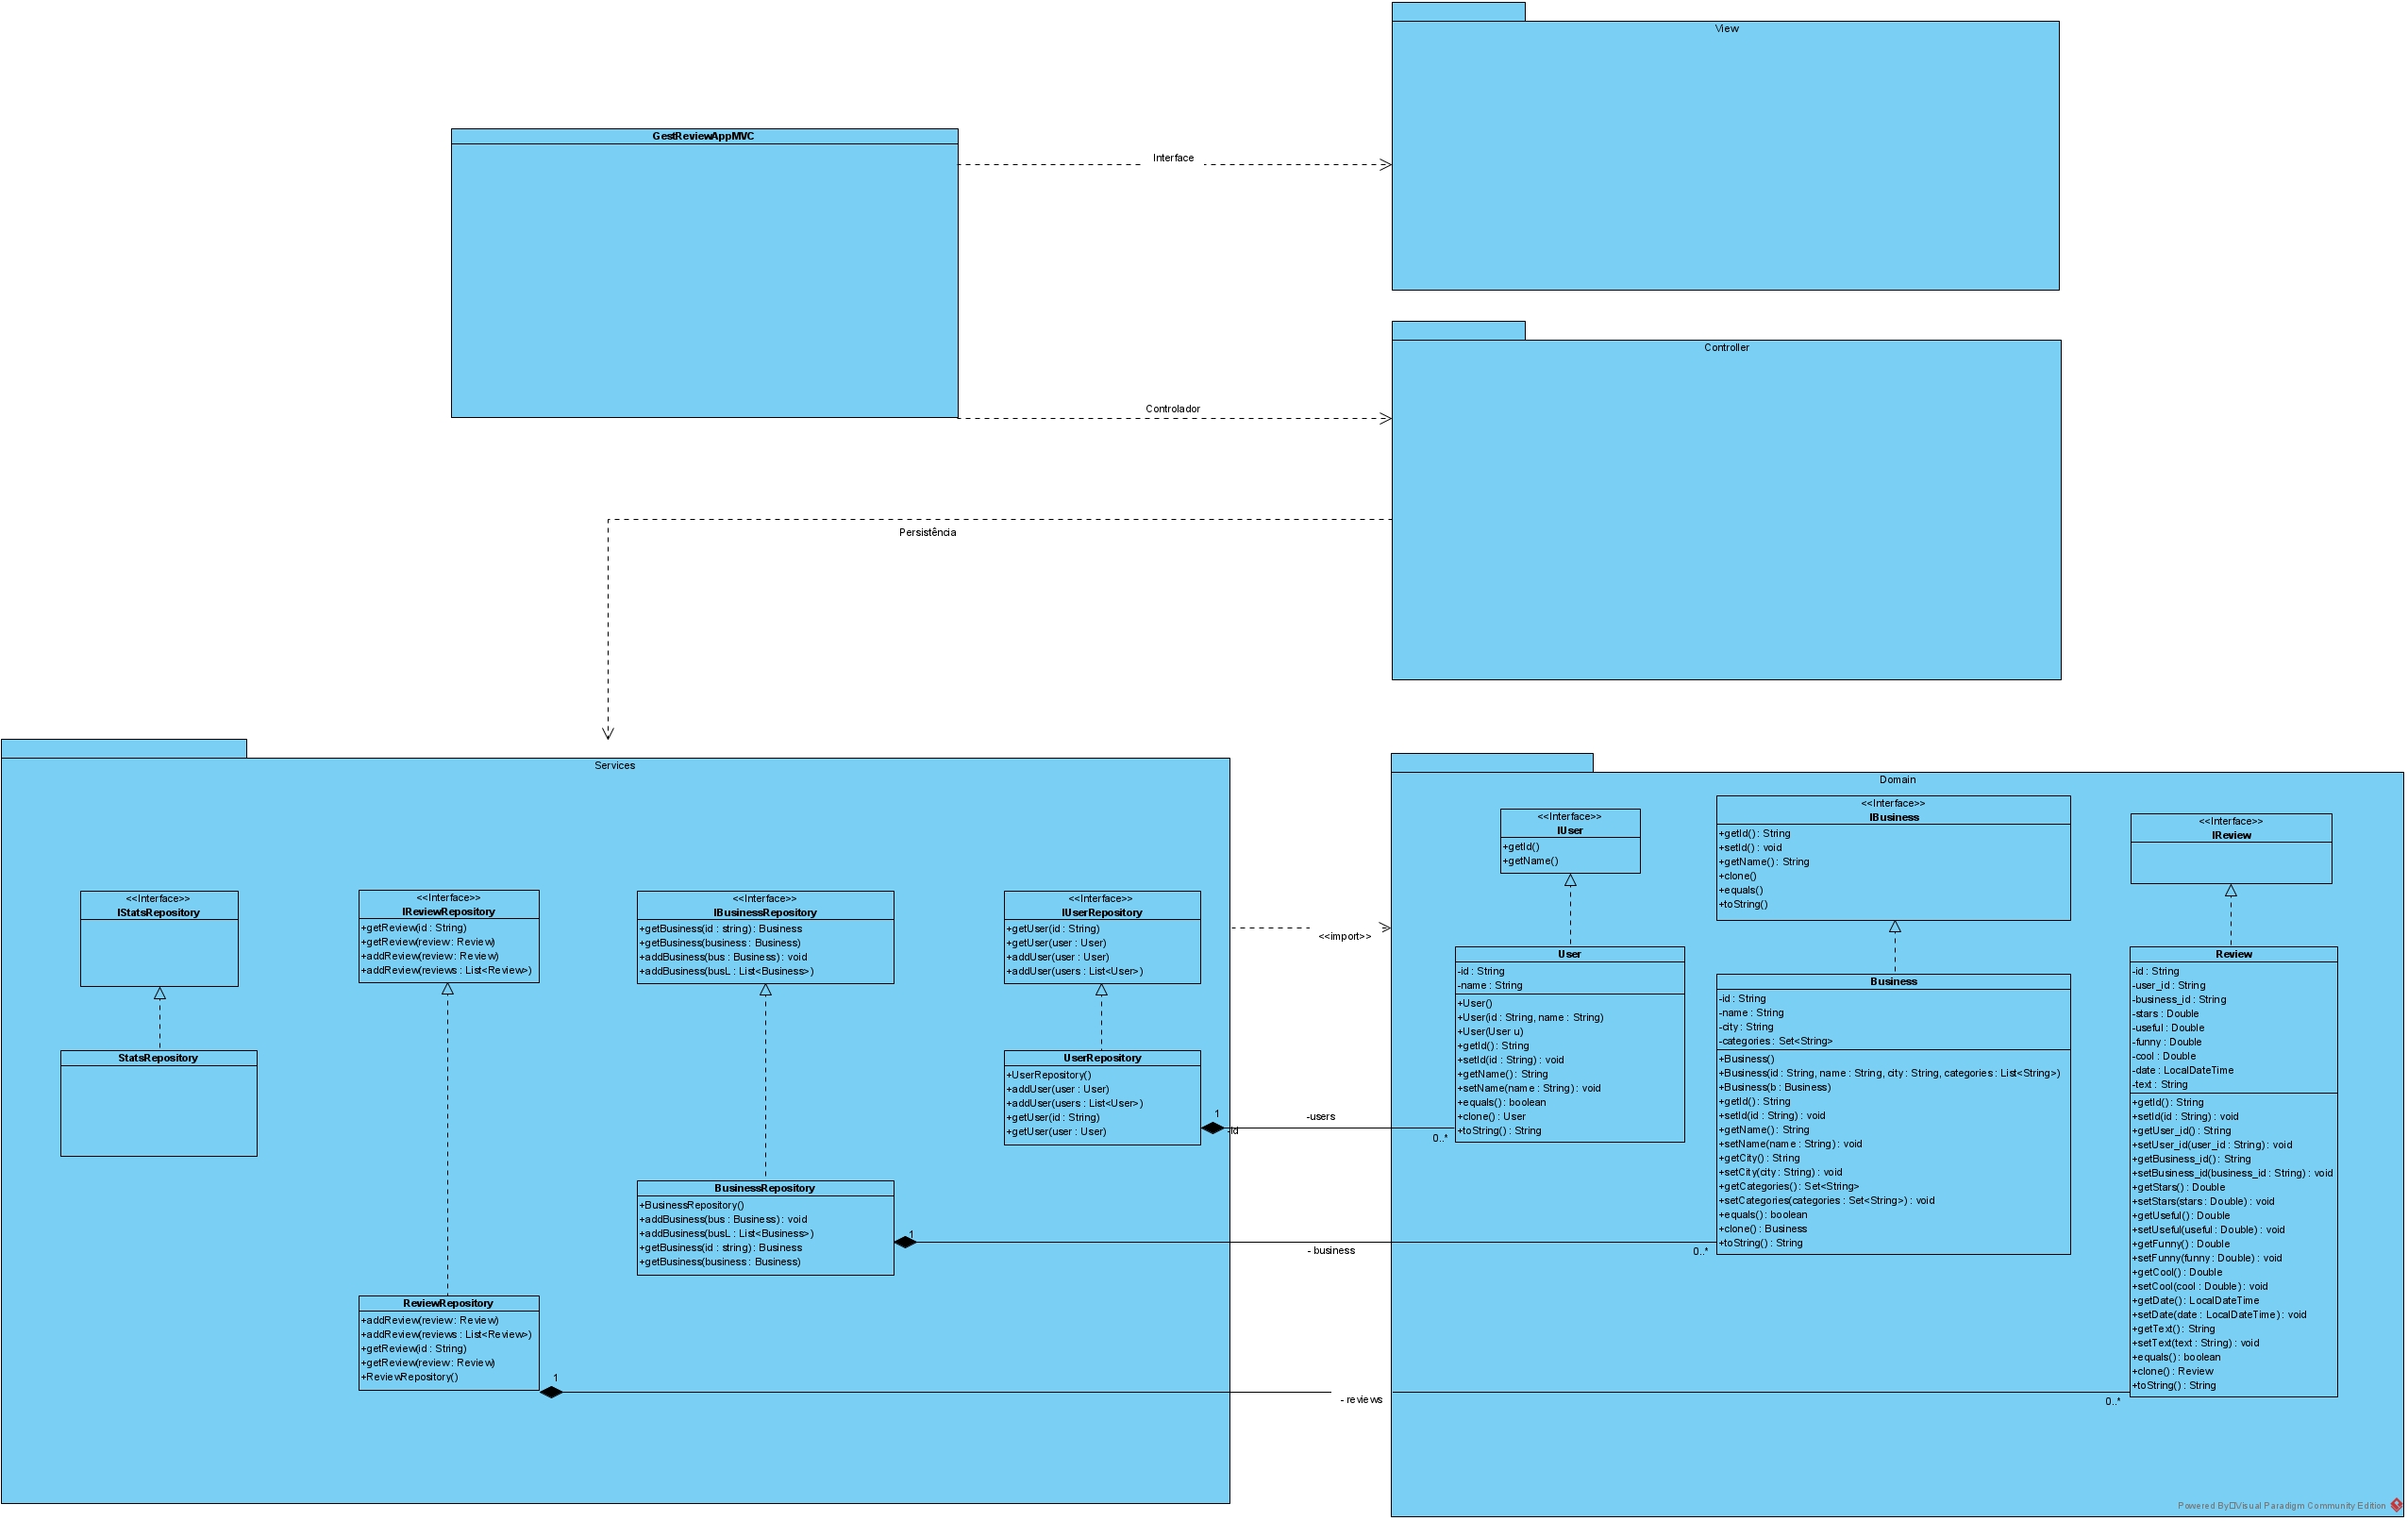 View
GestReviewAppMVC
Interface
Controller
Controlador
Persistência
Services
Domain
<<Interface>>
IStatsRepository
<<Interface>>
IReviewRepository
+getReview(id : String)
+getReview(review : Review)
+addReview(review : Review)
+addReview(reviews : List<Review>)
<<Interface>>
IBusinessRepository
+getBusiness(id : string) : Business
+getBusiness(business : Business)
+addBusiness(bus : Business) : void
+addBusiness(busL : List<Business>)
<<Interface>>
IUserRepository
+getUser(id : String)
+getUser(user : User)
+addUser(user : User)
+addUser(users : List<User>)
<<import>>
<<Interface>>
IUser
+getId()
+getName()
<<Interface>>
IBusiness
+getId() : String
+setId() : void
+getName() : String
+clone()
+equals()
+toString()
<<Interface>>
IReview
StatsRepository
UserRepository
+UserRepository()
+addUser(user : User)
+addUser(users : List<User>)
+getUser(id : String)
+getUser(user : User)
1
-id
-users
0..*
User
-id : String
-name : String
+User()
+User(id : String, name : String)
+User(User u)
+getId() : String
+setId(id : String) : void
+getName() : String
+setName(name : String) : void
+equals() : boolean
+clone() : User
+toString() : String
Business
-id : String
-name : String
-city : String
-categories : Set<String>
+Business()
+Business(id : String, name : String, city : String, categories : List<String>)
+Business(b : Business)
+getId() : String
+setId(id : String) : void
+getName() : String
+setName(name : String) : void
+getCity() : String
+setCity(city : String) : void
+getCategories() : Set<String>
+setCategories(categories : Set<String>) : void
+equals() : boolean
+clone() : Business
+toString() : String
Review
-id : String
-user_id : String
-business_id : String
-stars : Double
-useful : Double
-funny : Double
-cool : Double
-date : LocalDateTime
-text : String
+getId() : String
+setId(id : String) : void
+getUser_id() : String
+setUser_id(user_id : String) : void
+getBusiness_id() : String
+setBusiness_id(business_id : String) : void
+getStars() : Double
+setStars(stars : Double) : void
+getUseful() : Double
+setUseful(useful : Double) : void
+getFunny() : Double
+setFunny(funny : Double) : void
+getCool() : Double
+setCool(cool : Double) : void
+getDate() : LocalDateTime
+setDate(date : LocalDateTime) : void
+getText() : String
+setText(text : String) : void
+equals() : boolean
+clone() : Review
+toString() : String
BusinessRepository
+BusinessRepository()
+addBusiness(bus : Business) : void
+addBusiness(busL : List<Business>)
+getBusiness(id : string) : Business
+getBusiness(business : Business)
1
- business
0..*
ReviewRepository
+addReview(review : Review)
+addReview(reviews : List<Review>)
+getReview(id : String)
+getReview(review : Review)
+ReviewRepository()
1
- reviews
0..*
Powered By□Visual Paradigm Community Edition